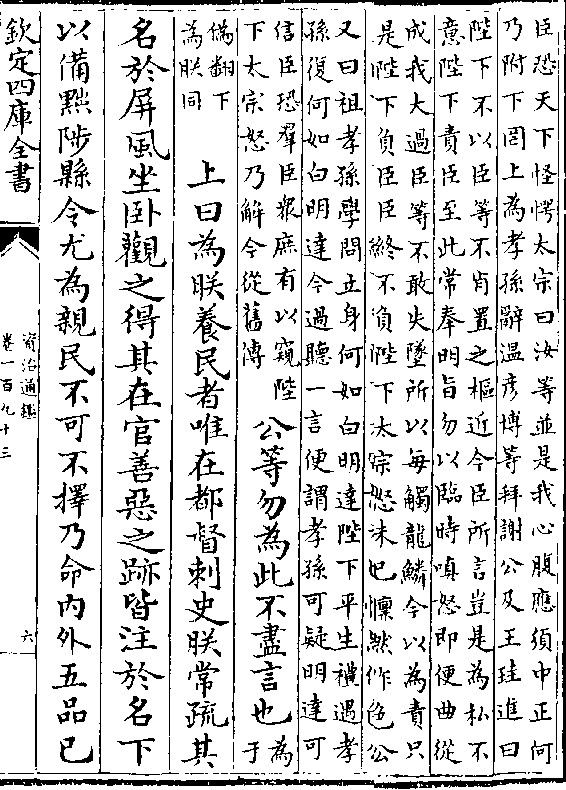 臣恐天下怪愕太宗曰汝等並是我心腹應須中正何
乃附下罔上為孝孫辭温彦博等拜謝公及王珪進曰
陛下不以臣等不肖置之樞近今臣所言豈是為私不
意陛下責臣至此常奉明旨勿以臨時嗔怒即便曲從
成我大過臣等不敢失墜所以每觸龍鱗今以為責只
是陛下負臣臣終不負陛下太宗怒未已懍然作色公
又曰祖孝孫學問立身何如白明達陛下平生禮遇孝
孫復何如白明達今過聽一言便謂孝孫可疑明達可
信臣恐羣臣衆庶有以窺陛
下太宗怒乃解今從舊傳
公等勿為此不盡言也為
于
偽翻下
為朕同
上曰為朕養民者唯在都督刺史朕常疏其
名於屏風坐卧觀之得其在官善惡之跡皆注於名下
以備黜陟縣令尤為親民不可不擇乃命内外五品已
欽定四庫全書
資治通鑑
卷一百九十三
六